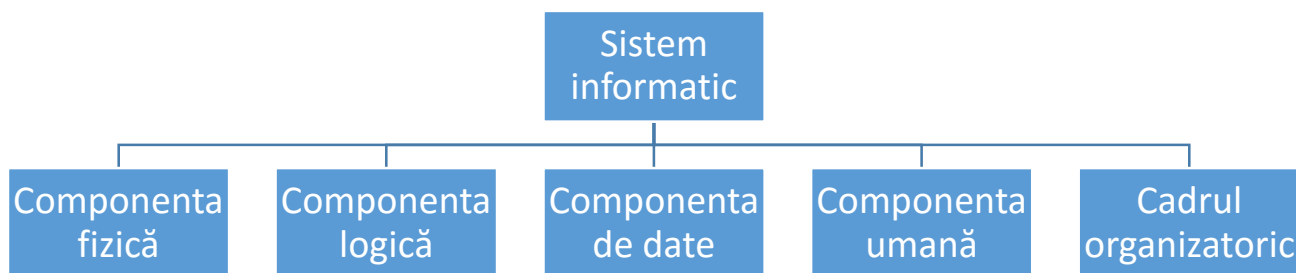 Sistem
informatic
Componenta
fizică
Componenta
logică
Componenta
de date
Componenta
umană
Cadrul
organizatoric